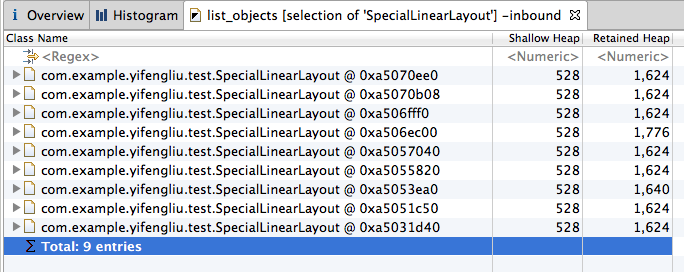 i Overview Histogram list_objects [selection of 'SpecialLinearLayout'] -inbound
Class Name Shallow Heap Retained Heap
<Regex> <Numeric> <Numeric>
com.example.yifengliu.test.SpecialLinearLayout @ 0xa5070ee0 528 1,624
com.example.yifengliu.test.SpecialLinearLayout @ 0xa5070b08 528 1,624
com.example.yifengliu.test.SpecialLinearLayout @ 0xa506fff0 528 1,624
com.example.yifengliu.test.SpecialLinearLayout @ 0xa506ec00 528 1,776
com.example.yifengliu.test.SpecialLinearLayout @ 0xa5057040 528 1,624
com.example.yifengliu.test.SpecialLinearLayout @ 0xa5055820 528 1,624
com.example.yifengliu.test.SpecialLinearLayout @ 0xa5053ea0 528 1,640
com.example.yifengliu.test.SpecialLinearLayout @ 0xa5051c50 528 1,624
com.example.yifengliu.test.SpecialLinearLayout @ 0xa5031d40 528 1,624
Σ Total: 9 entries